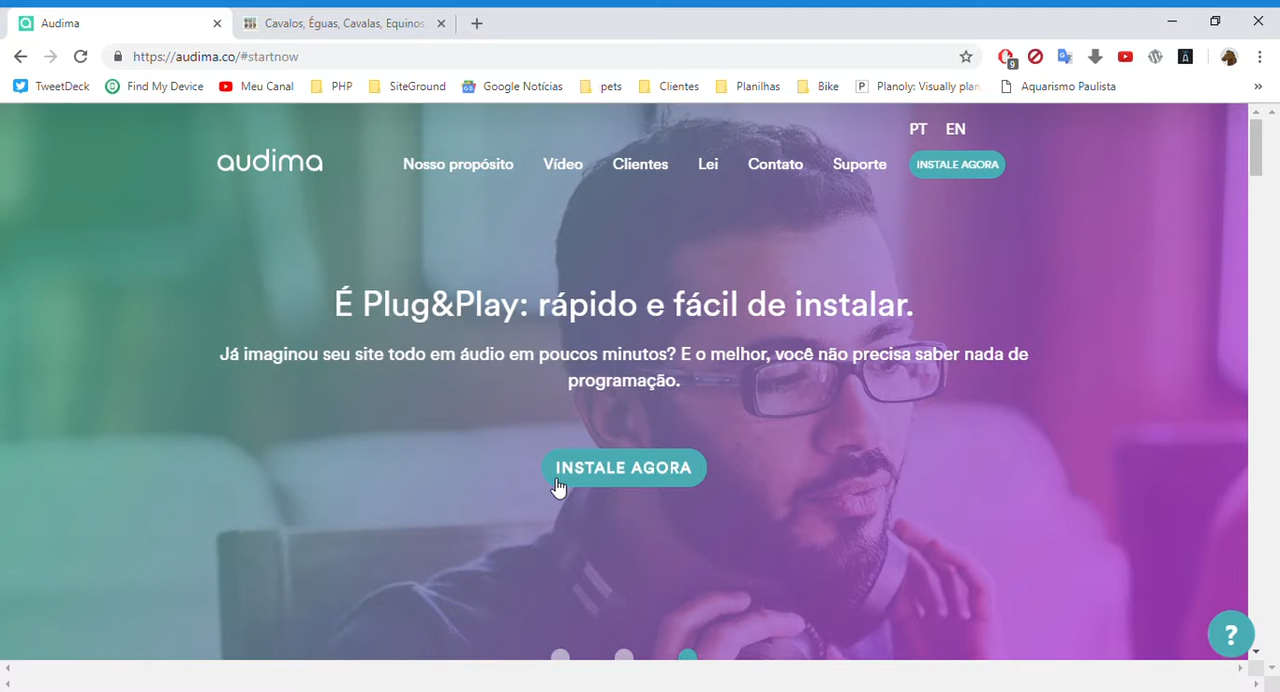 Audima
Cavalos, Éguas, Cavalas, Equinos
https://audima.co/#startnow
9
TweetDeck
Find My Device
Meu Canal
PHP
SiteGround
Google Notícias
pets
Clientes
Planilhas
Bike
Planoly: Visually plan
Aquarismo Paulista
»
PT EN
audima
Nosso propósito
Vídeo
Clientes
Lei
Contato
Suporte
INSTALE AGORA
É Plug&Play: rápido e fácil de instalar.
Já imaginou seu site todo em áudio em poucos minutos? E o melhor, você não precisa saber nada de
programação.
INSTALE AGORA
?